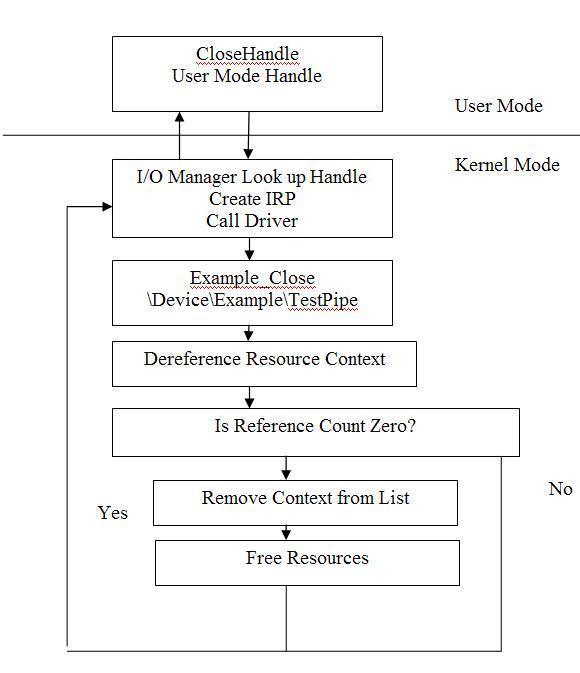 CloseHandle
User Mode Handle
User Mode
Kernel Mode
I/O Manager Look up Handle
Create IRP
Call Driver
Example_Close
\Device\Example\TestPipe
Dereference Resource Context
Is Reference Count Zero?
No
Remove Context from List
Yes
Free Resources